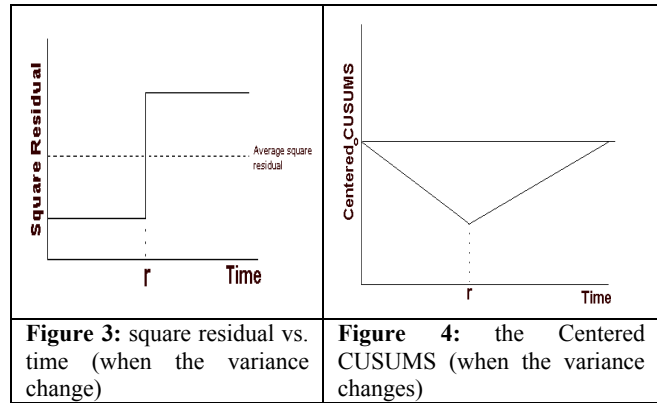 Square Residual
Average square
residual
r
Time
Figure 3: square residual vs.
time (when the variance
change)
Centered CUSUMS
0
r
Time
Figure 4: the Centered
CUSUMS (when the variance
changes)